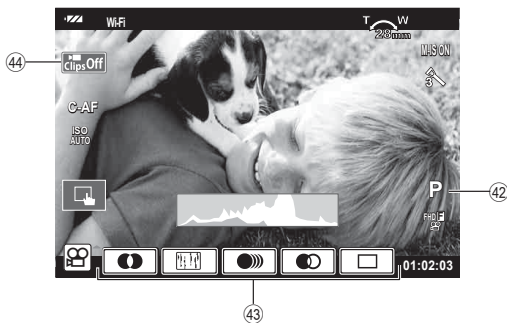 Wi-Fi
T W
28mm
44
Clips Off
M-IS ON
3
C-AF
ISO
AUTO
P
42
FHD F
01:02:03
43